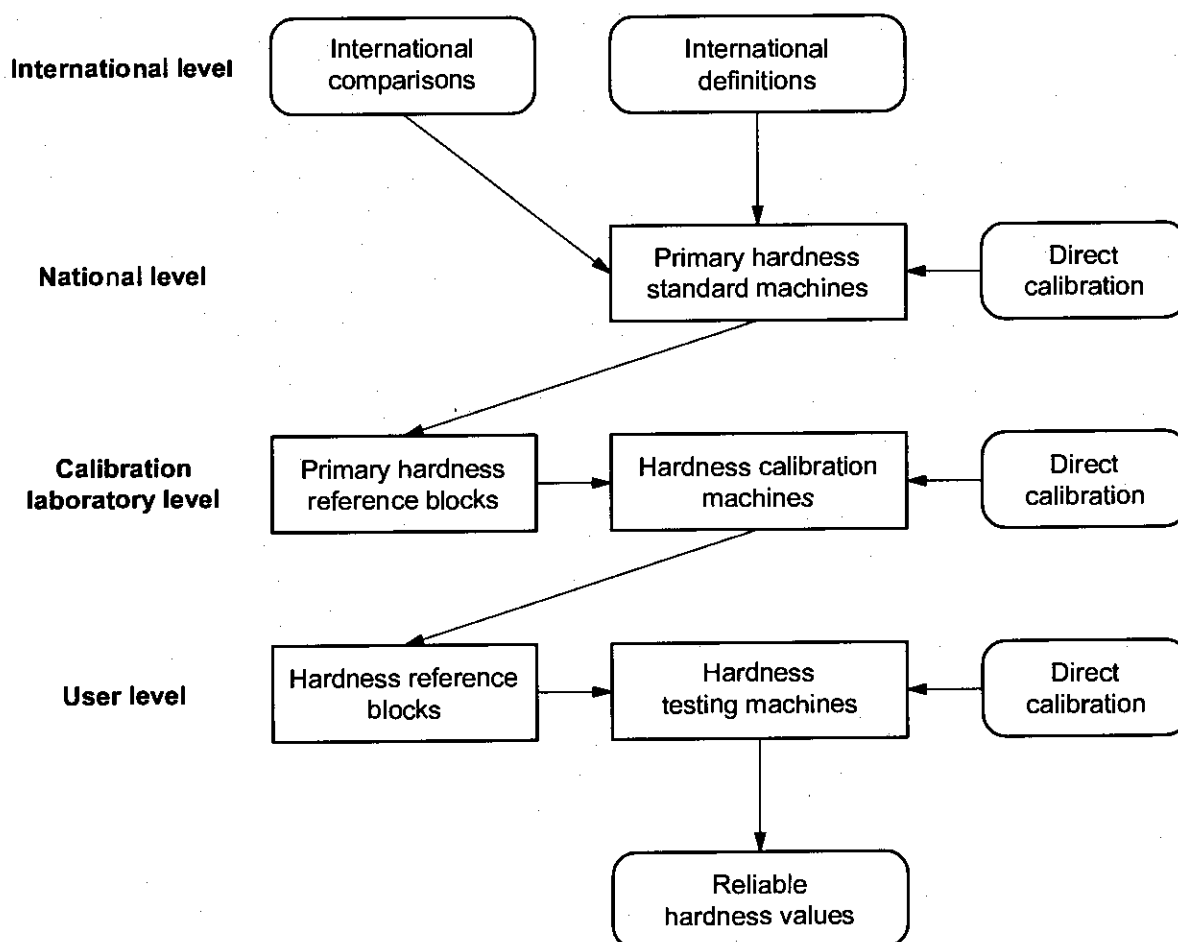 International level
International
comparisons
International
definitions
National level
Primary hardness
standard machines
Direct
calibration
Calibration
laboratory level
Primary hardness
reference blocks
Hardness calibration
machines
Direct
calibration
User level
Hardness reference
blocks
Hardness
testing machines
Direct
calibration
Reliable
hardness values